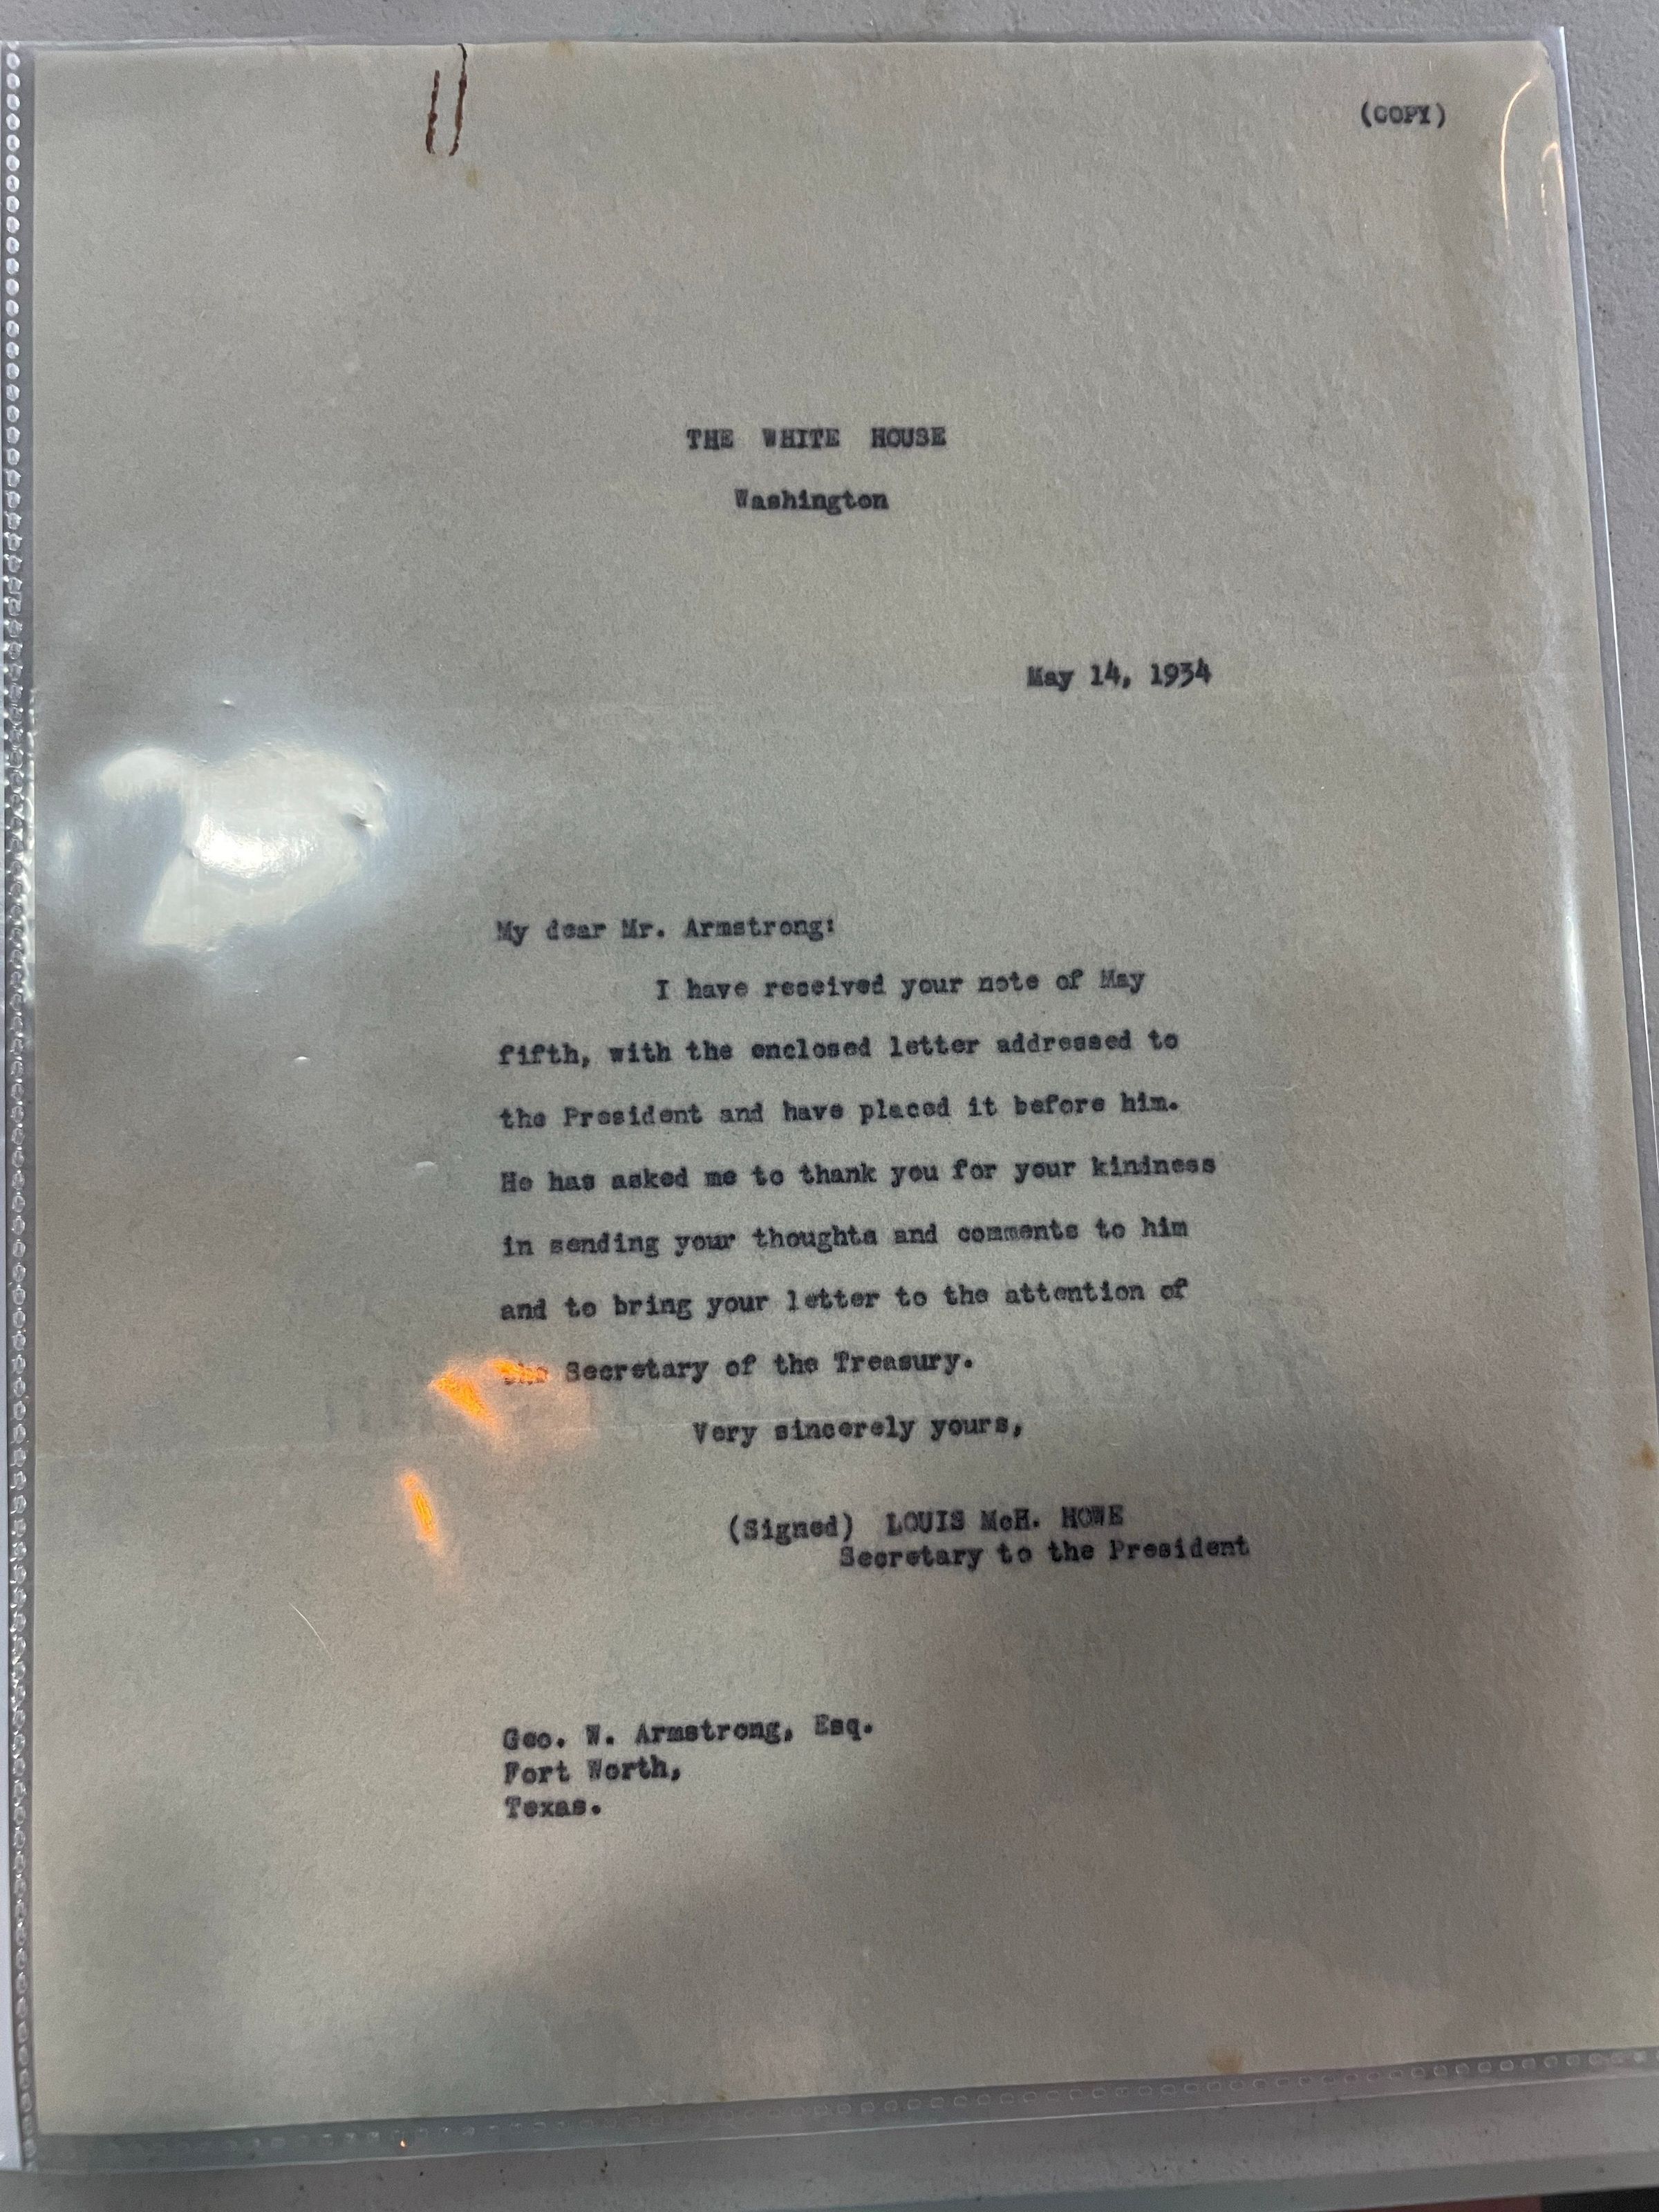 (COPY)
THE WHITE HOUSE
Washington
May 14, 1934
My dear Mr. Armstrong:
I have received your note of May
fifth, with the enclosed letter addressed to
the President and have placed it before him.
He has asked me to thank you for your kindness
in sending your thoughts and comments to him
and to bring your letter to the attention of
the Secretary of the Treasury.
Very sincerely yours,
(Signed) LOUIS McH. HOWE
Secretary to the President
Geo. W. Armstrong, Esq.
Fort Worth,
Texas.